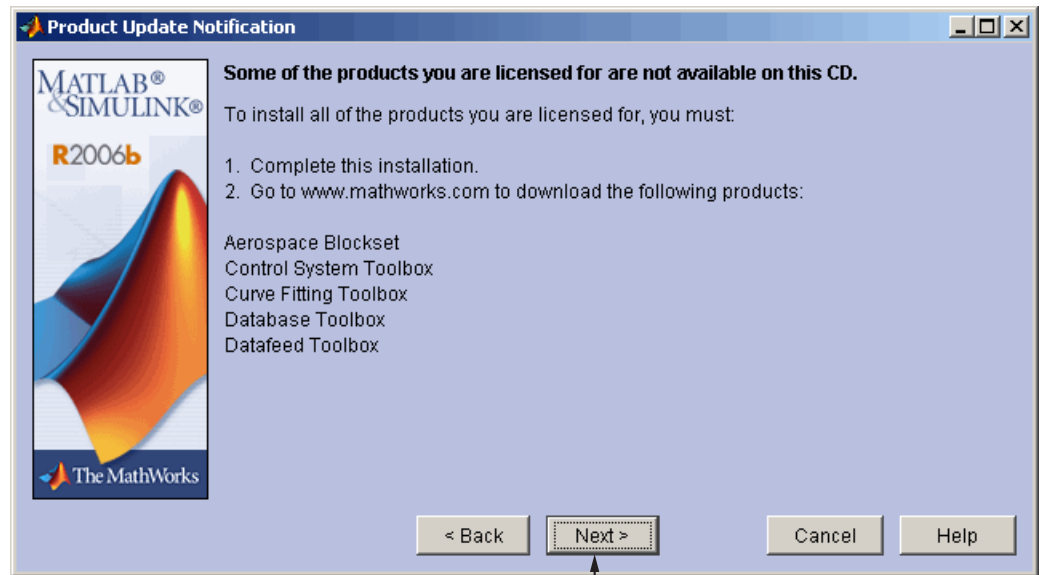 Product Update Notification
MATLAB®
&SIMULINK®
R2006b
The MathWorks
Some of the products you are licensed for are not available on this CD.
To install all of the products you are licensed for, you must:
1. Complete this installation.
2. Go to www.mathworks.com to download the following products:
Aerospace Blockset
Control System Toolbox
Curve Fitting Toolbox
Database Toolbox
Datafeed Toolbox
< Back
Next >
Cancel
Help